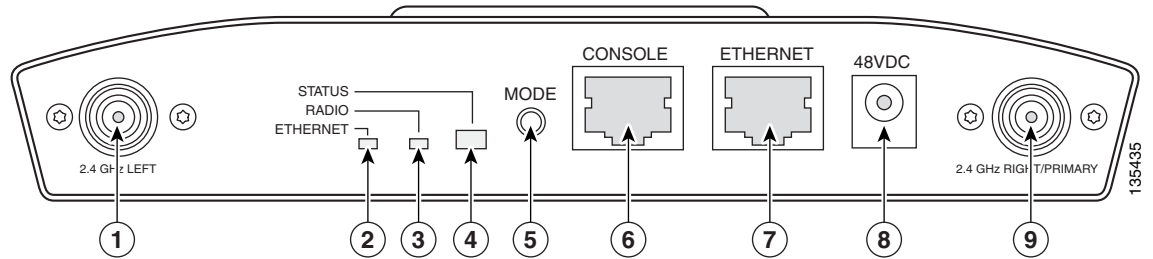 CONSOLE
ETHERNET
48VDC
STATUS
RADIO
ETHERNET
MODE
2.4 GHz LEFT
2.4 GHz RIGHT/PRIMARY
135435
1
2
3
4
5
6
7
8
9